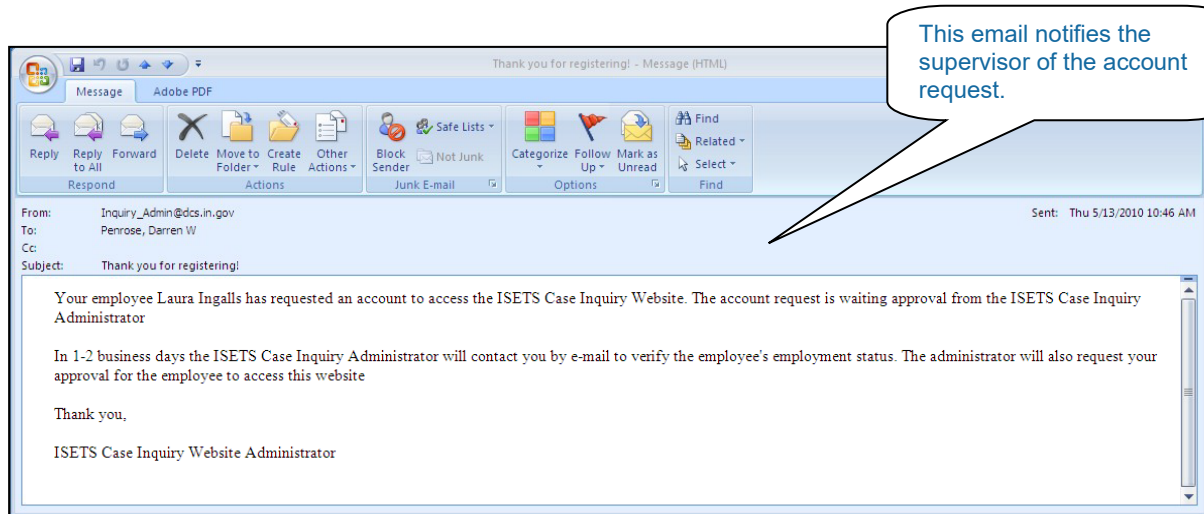 This email notifies the
supervisor of the account
request.
Thank you for registering! - Message (HTML)
Message Adobe PDF
Reply Reply to All Forward Delete Move to Folder Create Rule Other Actions Block Sender Safe Lists Not Junk Categorize Follow Up Mark as Unread Find Related Select
Respond Actions Junk E-mail Options Find
From: Inquiry_Admin@dcs.in.gov Sent: Thu 5/13/2010 10:46 AM
To: Penrose, Darren W
Cc:
Subject: Thank you for registering!
Your employee Laura Ingalls has requested an account to access the ISETS Case Inquiry Website. The account request is waiting approval from the ISETS Case Inquiry
Administrator
In 1-2 business days the ISETS Case Inquiry Administrator will contact you by e-mail to verify the employee's employment status. The administrator will also request your
approval for the employee to access this website
Thank you,
ISETS Case Inquiry Website Administrator